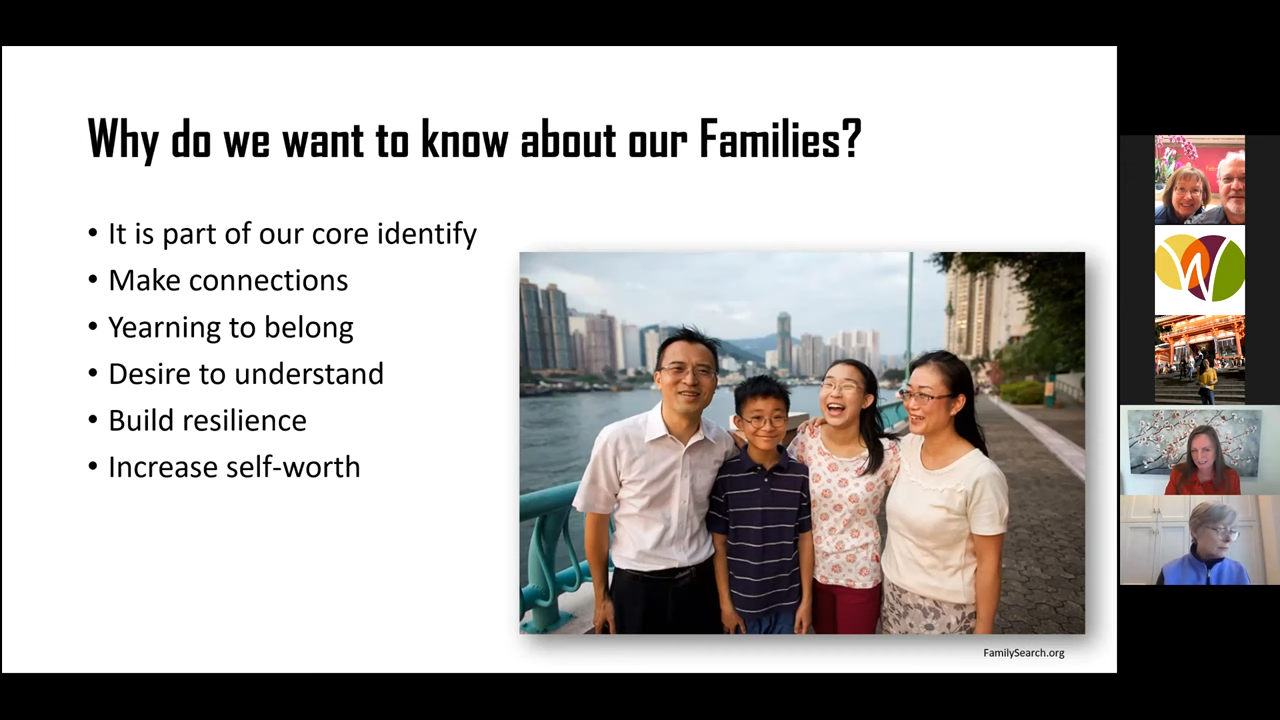 Why do we want to know about our Families?
• It is part of our core identify
• Make connections
• Yearning to belong
• Desire to understand
• Build resilience
• Increase self-worth
FamilySearch.org